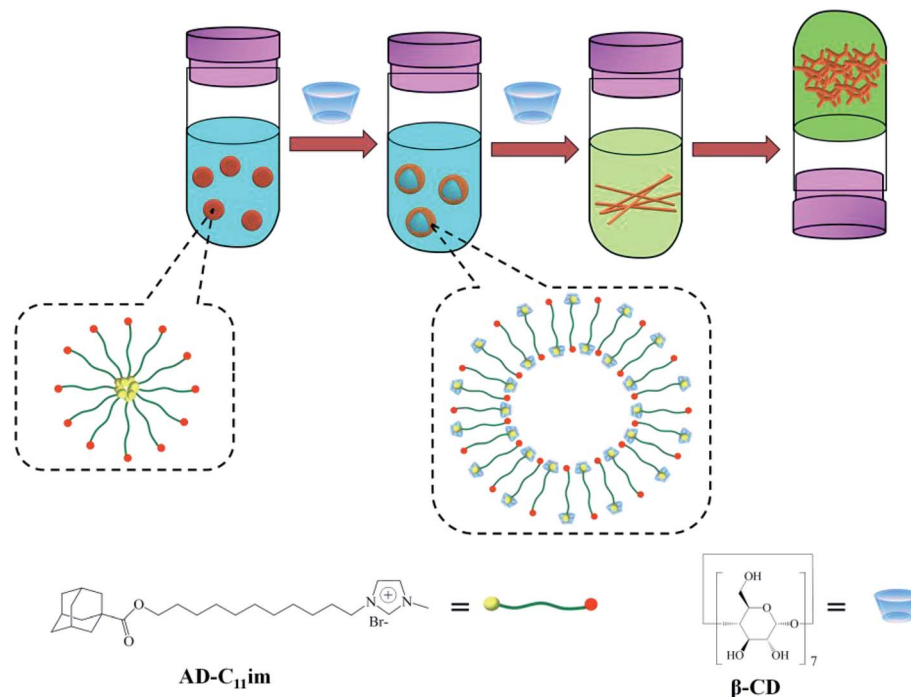 O
O
N
+
N
Br-
AD-C₁₁im
=
OH
O
O
HO
OH
7
=
β-CD